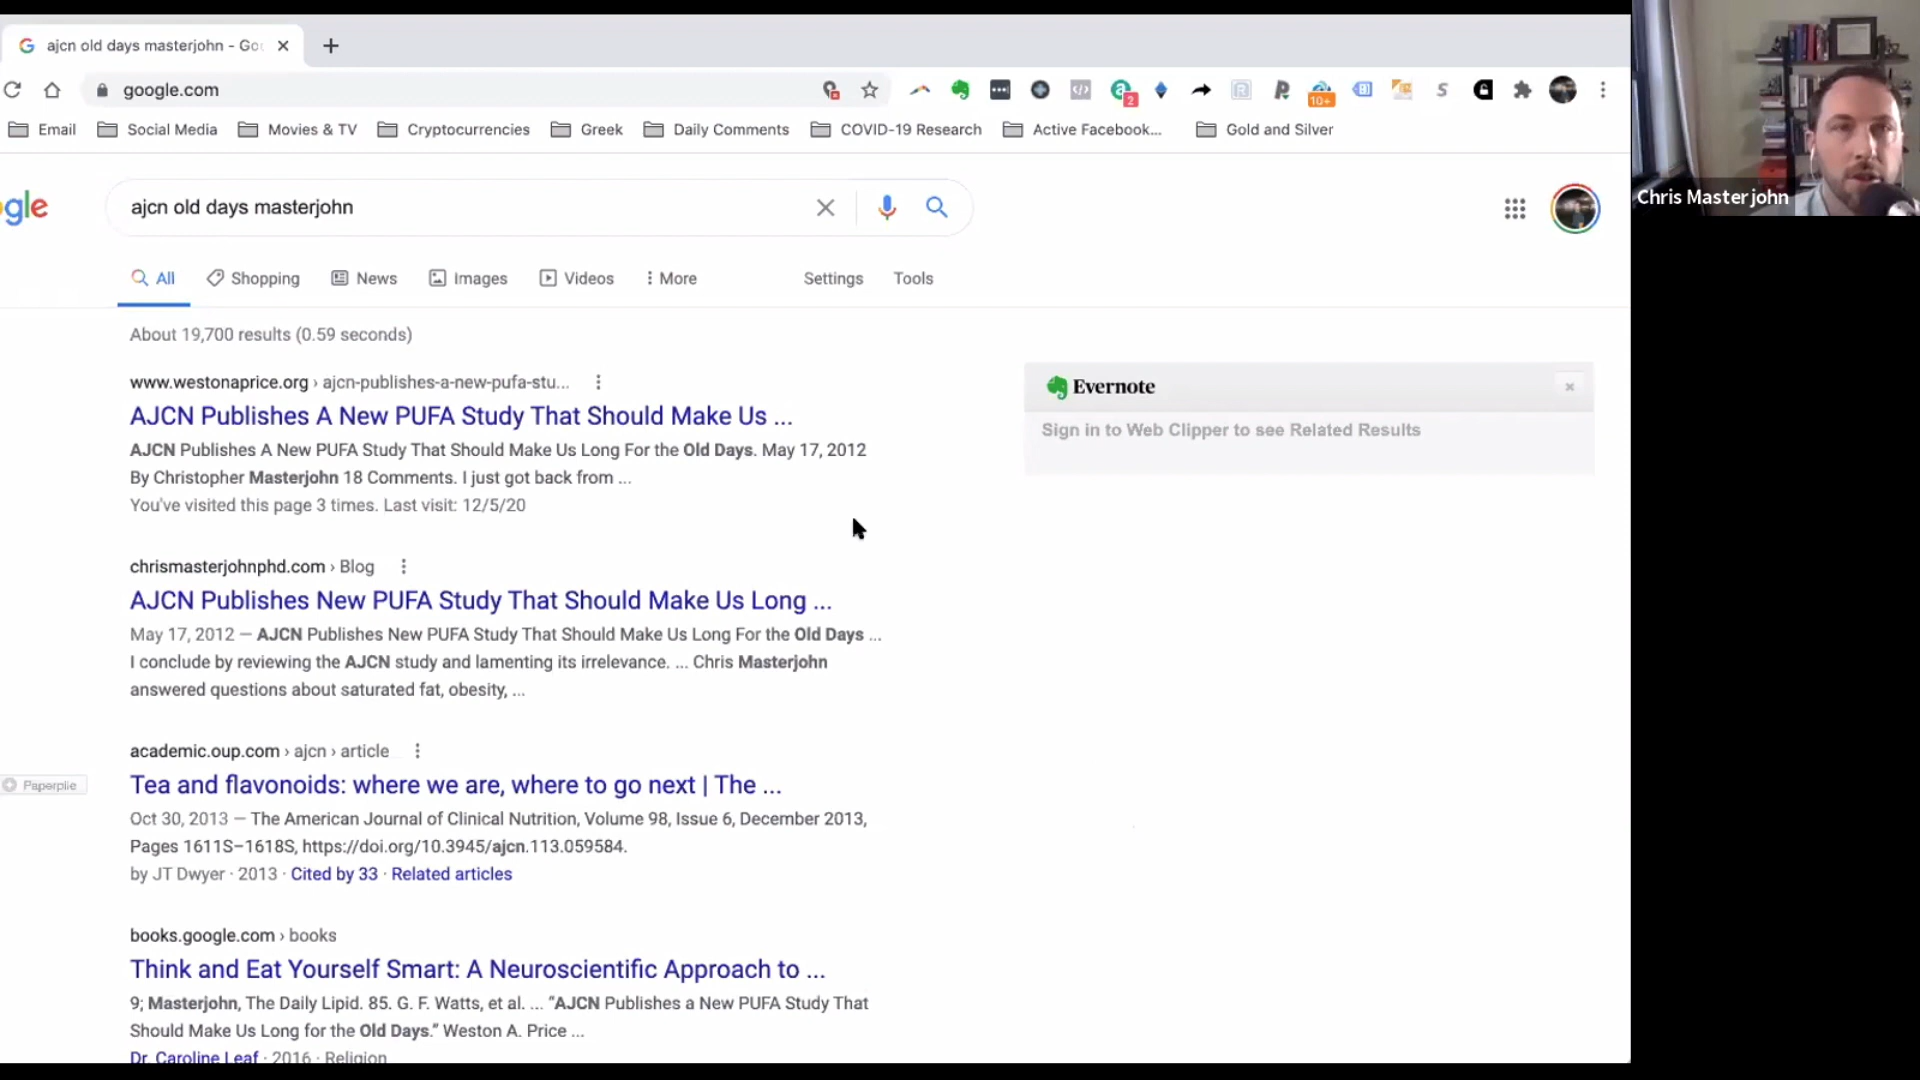 ajcn old days masterjohn - Go
google.com
2
10+
Email
Social Media
Movies & TV
Cryptocurrencies
Greek
Daily Comments
COVID-19 Research
Active Facebook...
Gold and Silver
Chris Masterjohn
gle
ajcn old days masterjohn
All
Shopping
News
Images
Videos
More
Settings
Tools
About 19,700 results (0.59 seconds)
www.westonaprice.org › ajcn-publishes-a-new-pufa-stu...
AJCN Publishes A New PUFA Study That Should Make Us ...
AJCN Publishes A New PUFA Study That Should Make Us Long For the Old Days. May 17, 2012
By Christopher Masterjohn 18 Comments. I just got back from ...
You've visited this page 3 times. Last visit: 12/5/20
Evernote
Sign in to Web Clipper to see Related Results
chrismasterjohnphd.com › Blog
AJCN Publishes New PUFA Study That Should Make Us Long ...
May 17, 2012 — AJCN Publishes New PUFA Study That Should Make Us Long For the Old Days ...
I conclude by reviewing the AJCN study and lamenting its irrelevance. ... Chris Masterjohn
answered questions about saturated fat, obesity, ...
academic.oup.com › ajcn › article
Paperpile
Tea and flavonoids: where we are, where to go next | The ...
Oct 30, 2013 — The American Journal of Clinical Nutrition, Volume 98, Issue 6, December 2013,
Pages 1611S–1618S, https://doi.org/10.3945/ajcn.113.059584.
by JT Dwyer · 2013 · Cited by 33 · Related articles
books.google.com › books
Think and Eat Yourself Smart: A Neuroscientific Approach to ...
9; Masterjohn, The Daily Lipid. 85. G. F. Watts, et al. ... “AJCN Publishes a New PUFA Study That
Should Make Us Long for the Old Days.” Weston A. Price ...
Dr. Caroline Leaf · 2016 · Religion